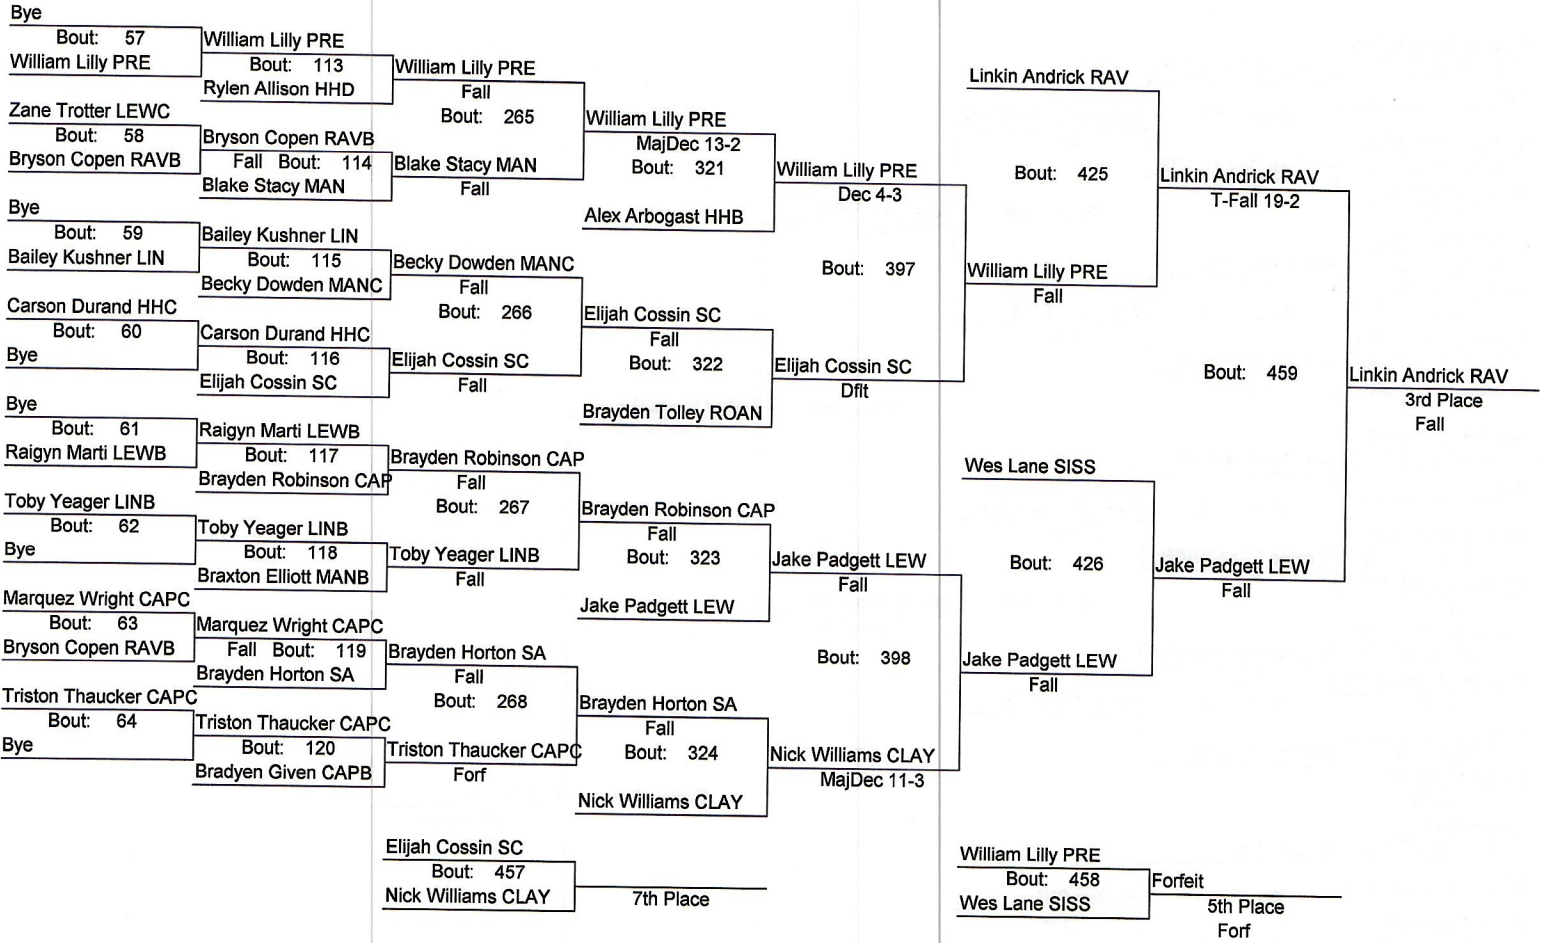 Bye
Bout: 57
William Lilly PRE
Zane Trotter LEWC
Bout: 58
Bryson Copen RAVB
Bye
Bout: 59
Bailey Kushner LIN
Carson Durand HHC
Bout: 60
Bye
Bye
Bout: 61
Raigyn Marti LEWB
Toby Yeager LINB
Bout: 62
Bye
Marquez Wright CAPC
Bout: 63
Bryson Copen RAVB
Triston Thaucker CAPC
Bout: 64
Bye
William Lilly PRE
Bout: 113
Rylen Allison HHD
Bryson Copen RAVB
Fall Bout: 114
Blake Stacy MAN
Bailey Kushner LIN
Bout: 115
Becky Dowden MANC
Carson Durand HHC
Bout: 116
Elijah Cossin SC
Raigyn Marti LEWB
Bout: 117
Brayden Robinson CAP
Toby Yeager LINB
Bout: 118
Braxton Elliott MANB
Marquez Wright CAPC
Fall Bout: 119
Brayden Horton SA
Triston Thaucker CAPC
Bout: 120
Bradyen Given CAPB
William Lilly PRE
Fall
Bout: 265
Blake Stacy MAN
Fall
Becky Dowden MANC
Fall
Bout: 266
Elijah Cossin SC
Fall
Brayden Robinson CAP
Fall
Bout: 267
Toby Yeager LINB
Fall
Brayden Horton SA
Fall
Bout: 268
Triston Thaucker CAPC
Forf
William Lilly PRE
MajDec 13-2
Bout: 321
Alex Arbogast HHB
Elijah Cossin SC
Fall
Bout: 322
Brayden Tolley ROAN
Brayden Robinson CAP
Fall
Bout: 323
Jake Padgett LEW
Brayden Horton SA
Fall
Bout: 324
Nick Williams CLAY
William Lilly PRE
Dec 4-3
Bout: 397
Elijah Cossin SC
Dflt
Jake Padgett LEW
Fall
Bout: 398
Nick Williams CLAY
MajDec 11-3
Linkin Andrick RAV
Bout: 425
William Lilly PRE
Fall
Wes Lane SISS
Bout: 426
Jake Padgett LEW
Fall
Linkin Andrick RAV
T-Fall 19-2
Bout: 459
Jake Padgett LEW
Fall
Linkin Andrick RAV
3rd Place
Fall
Elijah Cossin SC
Bout: 457
Nick Williams CLAY
7th Place
William Lilly PRE
Bout: 458
Wes Lane SISS
Forfeit
5th Place
Forf